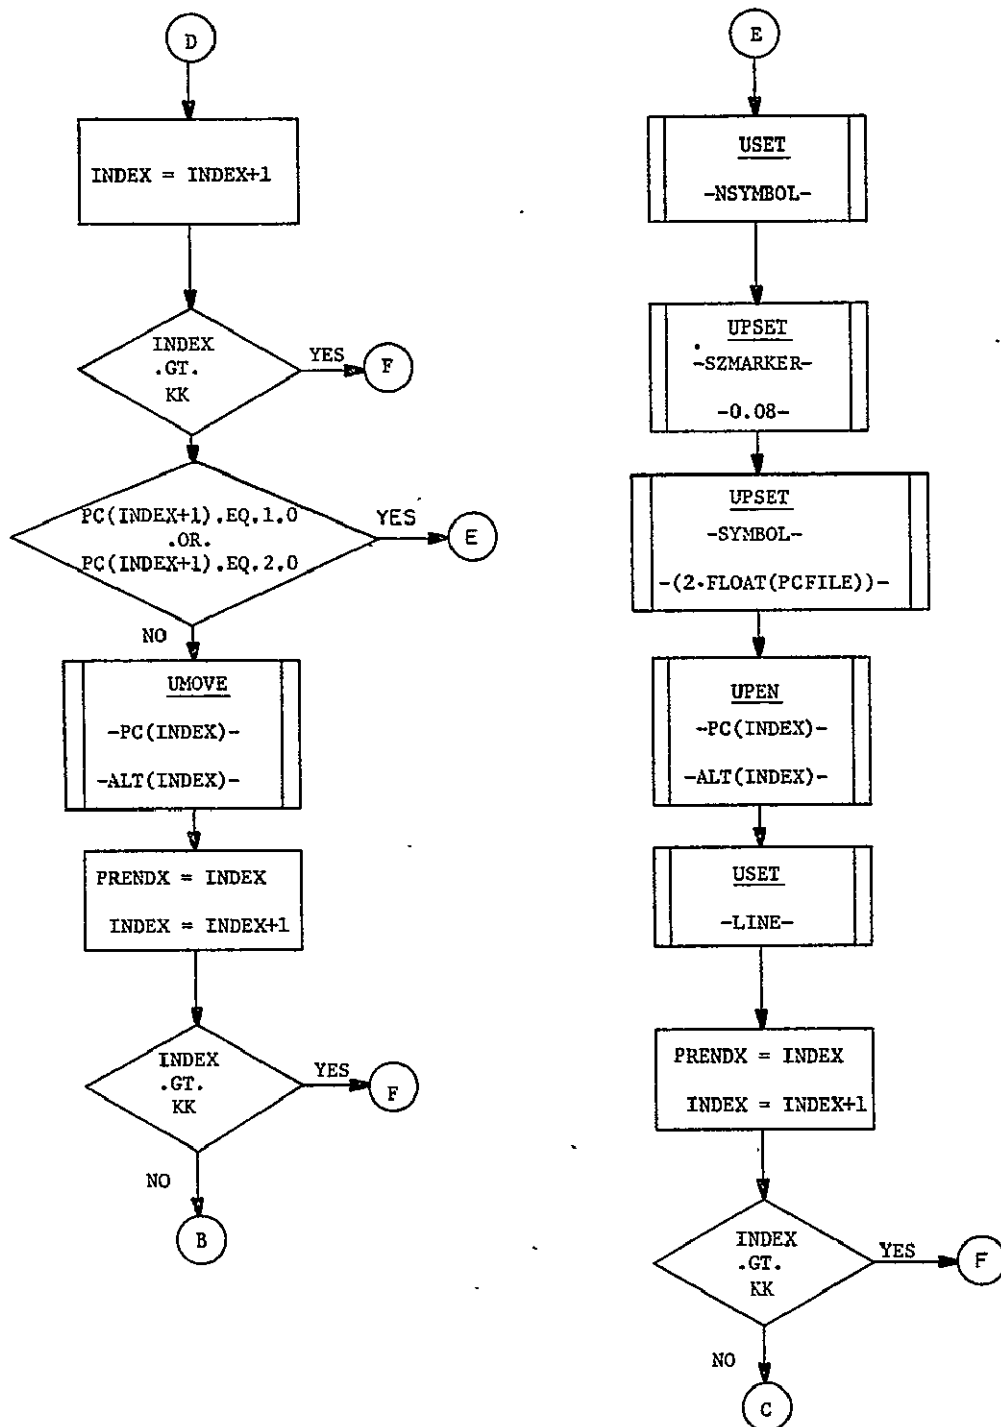 D
INDEX = INDEX+1
INDEX
.GT.
KK
YES
F
PC(INDEX+1).EQ.1.0
.OR.
PC(INDEX+1).EQ.2.0
YES
E
NO
UMOVE
-PC(INDEX)-
-ALT(INDEX)-
PRENDX = INDEX
INDEX = INDEX+1
INDEX
.GT.
KK
YES
F
NO
B
E
USET
-NSYMBOL-
UPSET
-SZMARKER-
-0.08-
UPSET
-SYMBOL-
-(2.FLOAT(PCFILE))-
UPEN
-PC(INDEX)-
-ALT(INDEX)-
USET
-LINE-
PRENDX = INDEX
INDEX = INDEX+1
INDEX
.GT.
KK
YES
F
NO
C